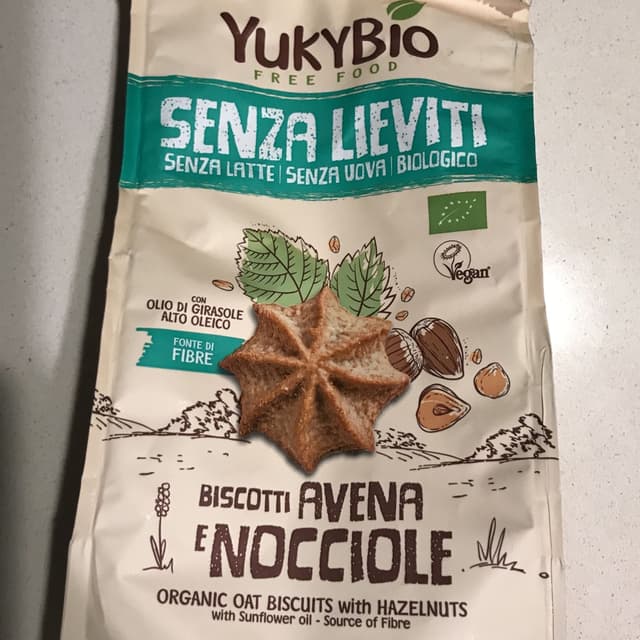 YUKYBIO
FREE FOOD
SENZA LIEVITI
SENZA LATTE | SENZA UOVA | BIOLOGICO
Vegan
CON
OLIO DI GIRASOLE
ALTO OLEICO
FONTE DI
FIBRE
BISCOTTI AVENA
E NOCCIOLE
ORGANIC OAT BISCUITS with HAZELNUTS
with Sunflower oil - Source of Fibre